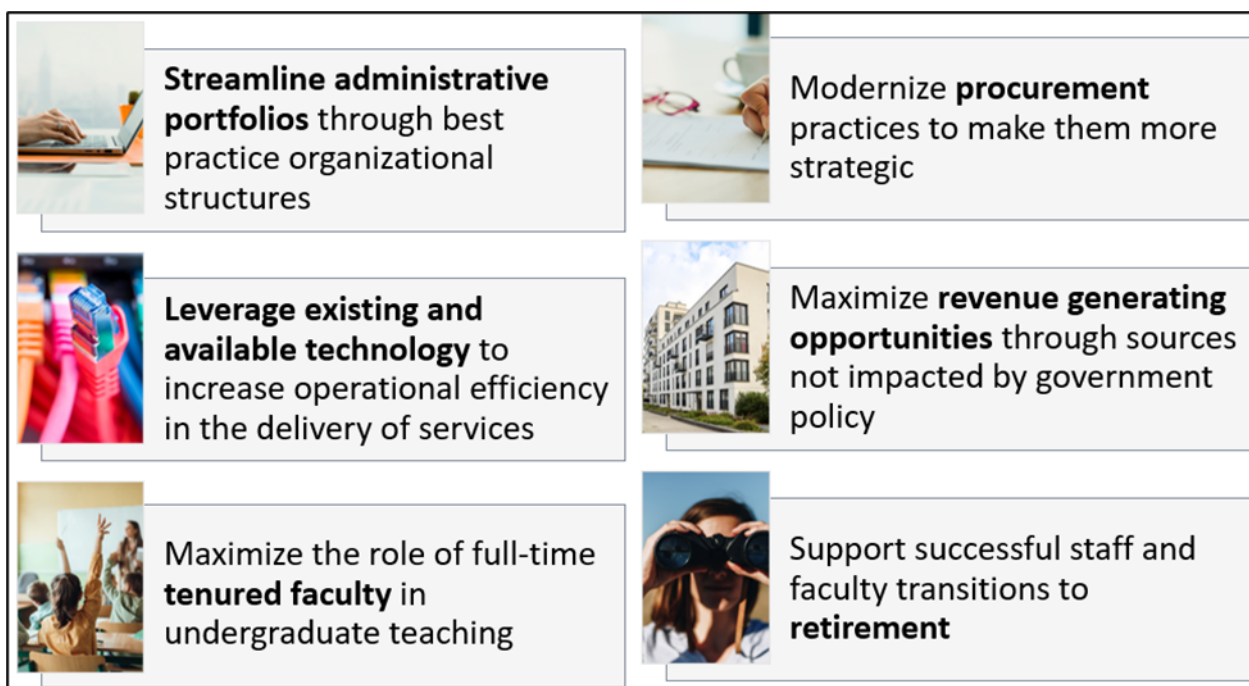 Streamline administrative
portfolios through best
practice organizational
structures
Leverage existing and
available technology to
increase operational efficiency
in the delivery of services
Maximize the role of full-time
tenured faculty in
undergraduate teaching
Modernize procurement
practices to make them more
strategic
Maximize revenue generating
opportunities through sources
not impacted by government
policy
Support successful staff and
faculty transitions to
retirement